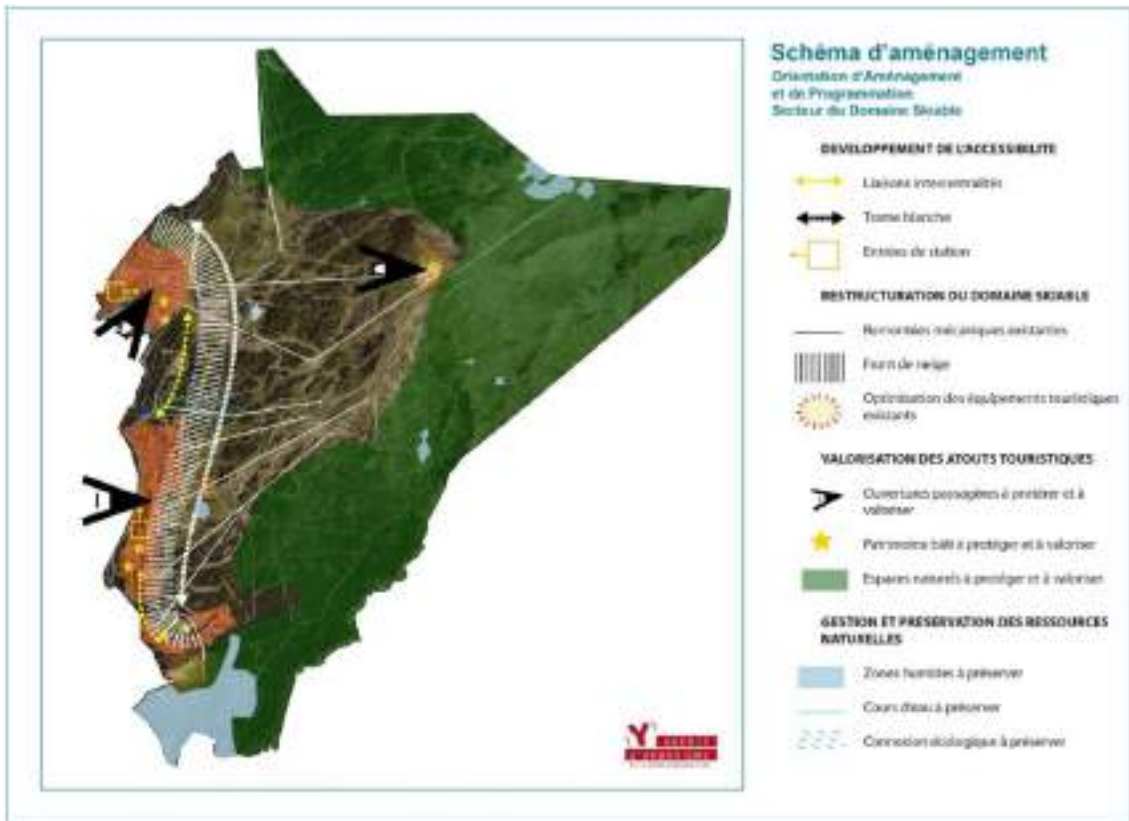 Schéma d'aménagement
Orientation d'Aménagement
et de Programmation
Secteur du Domaine Skiable
DEVELOPPEMENT DE L'ACCESSIBILITE
Liaisons intercentralités
Trame blanche
Entrées de station
RESTRUCTURATION DU DOMAINE SKIABLE
Remontées mécaniques existantes
Front de neige
Optimisation des équipements touristiques
existants
VALORISATION DES ATOUTS TOURISTIQUES
Ouvertures paysagères à protéger et à
valoriser
Patrimoine bâti à protéger et à valoriser
Espaces naturels à protéger et à valoriser
GESTION ET PRESERVATION DES RESSOURCES
NATURELLES
Zones humides à préserver
Cours d'eau à préserver
Connexion écologique à préserver
AGENCE
D'URBANISME